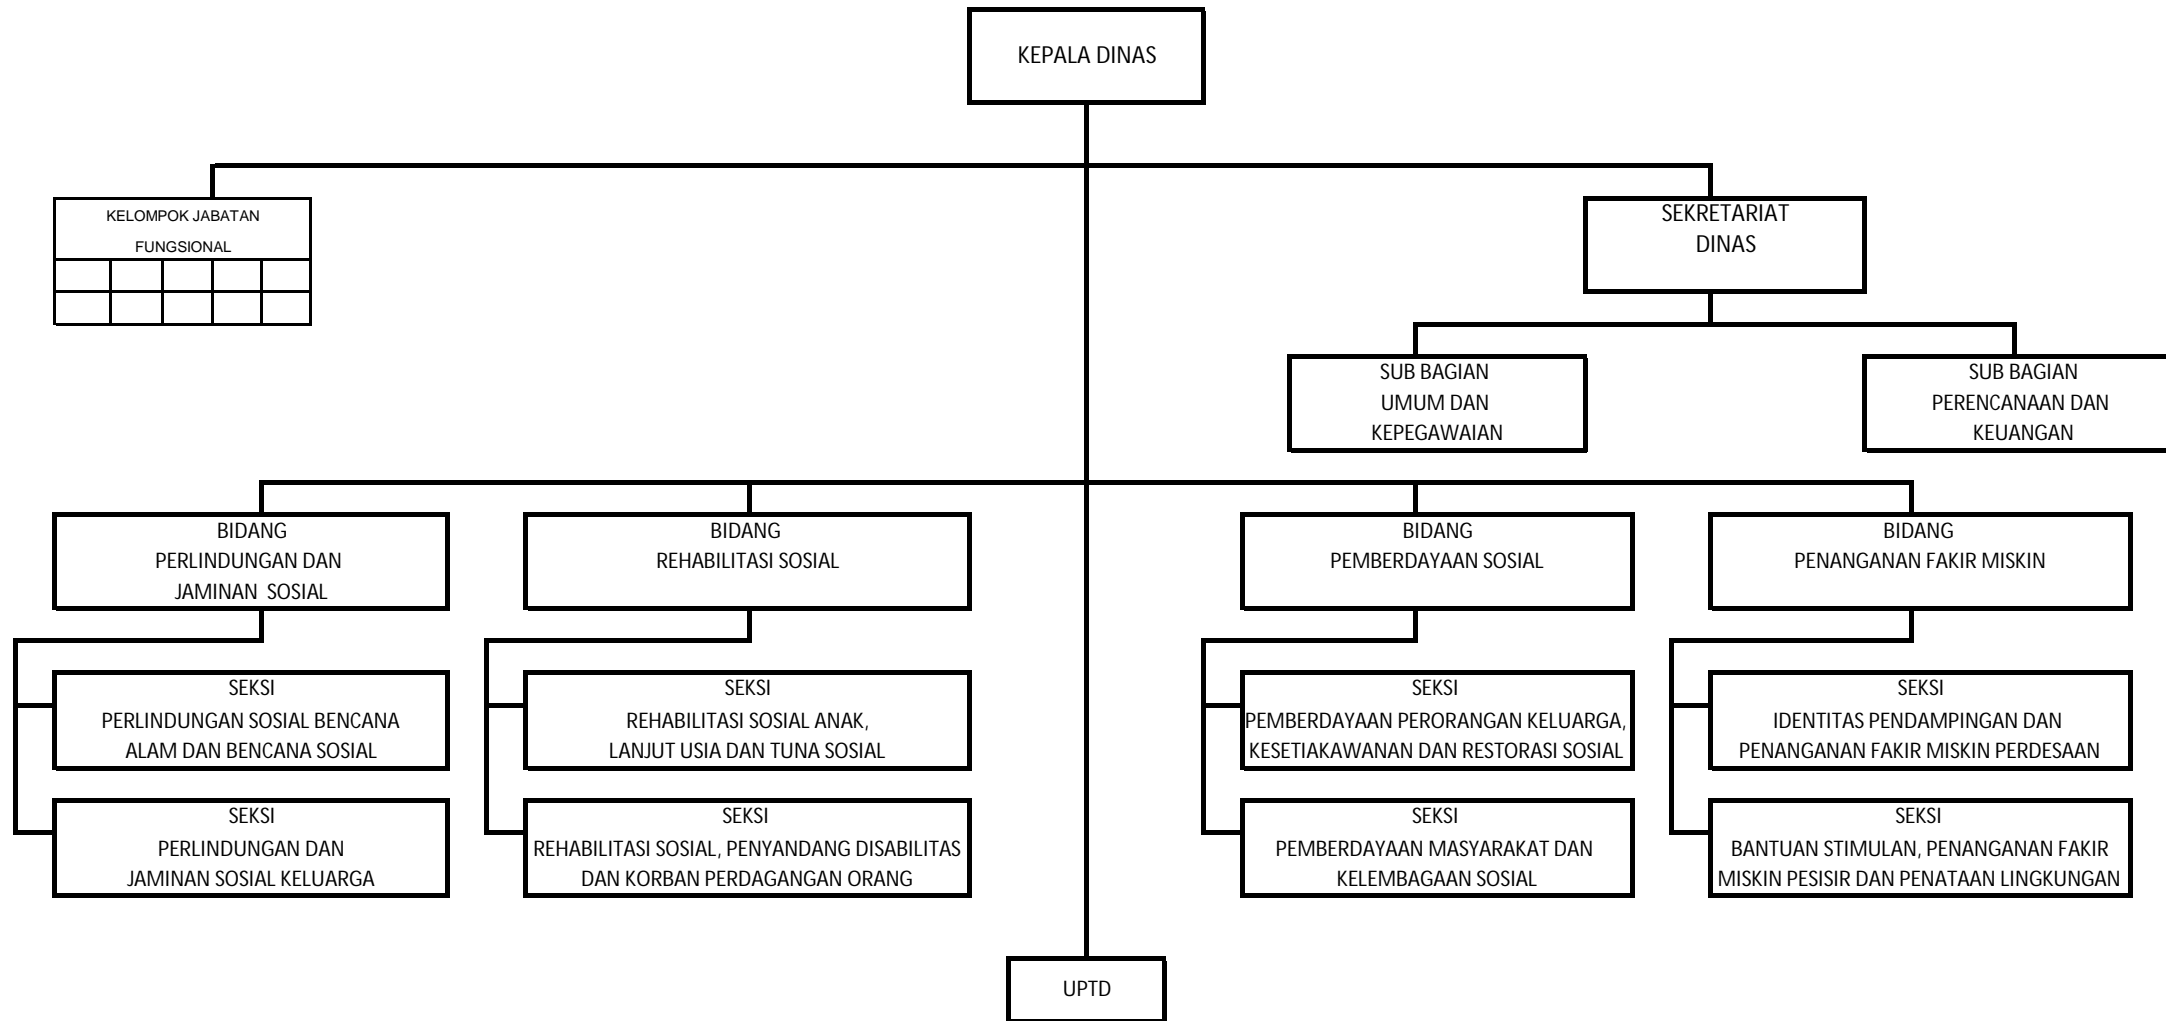 KEPALA DINAS
KELOMPOK JABATAN
FUNGSIONAL
SEKRETARIAT
DINAS
SUB BAGIAN
UMUM DAN
KEPEGAWAIAN
SUB BAGIAN
PERENCANAAN DAN
KEUANGAN
BIDANG
PERLINDUNGAN DAN
JAMINAN SOSIAL
BIDANG
REHABILITASI SOSIAL
BIDANG
PEMBERDAYAAN SOSIAL
BIDANG
PENANGANAN FAKIR MISKIN
SEKSI
PERLINDUNGAN SOSIAL BENCANA
ALAM DAN BENCANA SOSIAL
SEKSI
REHABILITASI SOSIAL ANAK,
LANJUT USIA DAN TUNA SOSIAL
SEKSI
PEMBERDAYAAN PERORANGAN KELUARGA,
KESETIAKAWANAN DAN RESTORASI SOSIAL
SEKSI
IDENTITAS PENDAMPINGAN DAN
PENANGANAN FAKIR MISKIN PERDESAAN
SEKSI
PERLINDUNGAN DAN
JAMINAN SOSIAL KELUARGA
SEKSI
REHABILITASI SOSIAL, PENYANDANG DISABILITAS
DAN KORBAN PERDAGANGAN ORANG
SEKSI
PEMBERDAYAAN MASYARAKAT DAN
KELEMBAGAAN SOSIAL
SEKSI
BANTUAN STIMULAN, PENANGANAN FAKIR
MISKIN PESISIR DAN PENATAAN LINGKUNGAN
UPTD